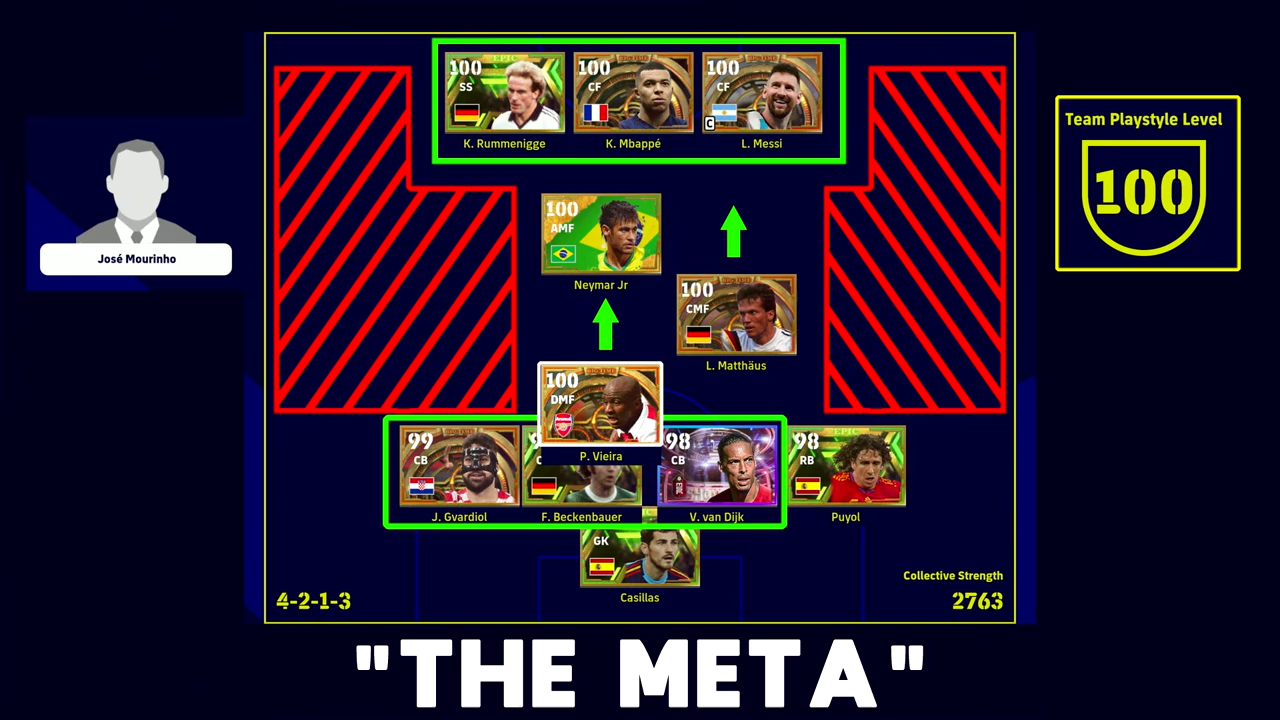 100
SS
K. Rummenigge
100
CF
K. Mbappé
100
CF
C
L. Messi
Team Playstyle Level
100
José Mourinho
100
AMF
Neymar Jr
100
CMF
L. Matthäus
100
DMF
P. Vieira
99
CB
J. Gvardiol
F. Beckenbauer
98
CB
V. van Dijk
98
RB
Puyol
GK
Casillas
4-2-1-3
Collective Strength
2763
"THE META"